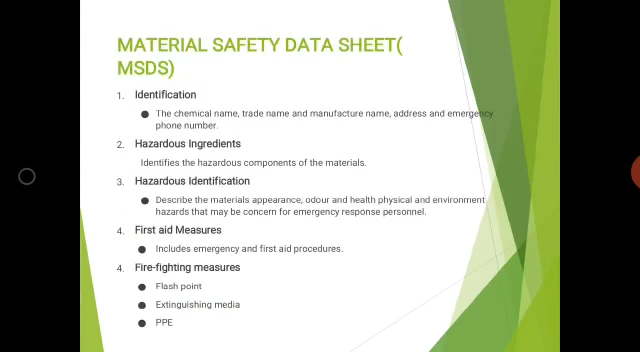 MATERIAL SAFETY DATA SHEET(
MSDS)
1. Identification
● The chemical name, trade name and manufacture name, address and emergency
phone number.
2. Hazardous Ingredients
Identifies the hazardous components of the materials.
3. Hazardous Identification
● Describe the materials appearance, odour and health physical and environment
hazards that may be concern for emergency response personnel.
4. First aid Measures
● Includes emergency and first aid procedures.
4. Fire-fighting measures
● Flash point
● Extinguishing media
● PPE